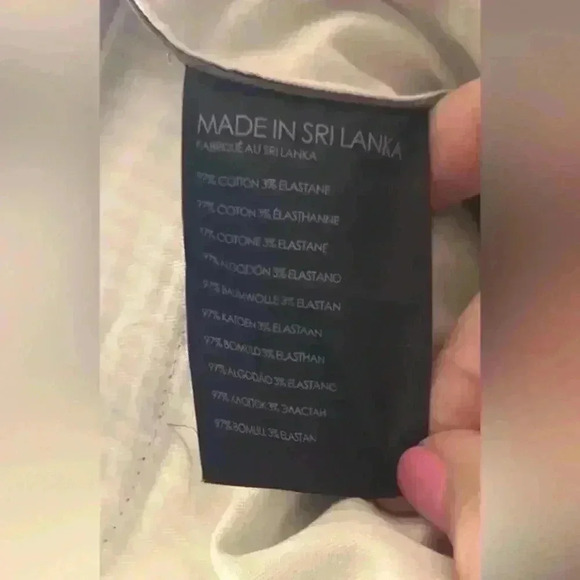 MADE IN SRI LANKA
FABRIQUÉ AU SRI LANKA
97% COTTON 3% ELASTANE
97% COTON 3% ÉLASTHANNE
97% COTONE 3% ELASTANE
97% ALGODÓN 3% ELASTANO
97% BAUMWOLLE 3% ELASTAN
97% KATOEN 3% ELASTAAN
97% BOMULD 3% ELASTHAN
97% ALGODÃO 3% ELASTANO
97% ХЛОПОК 3% ЭЛАСТАН
97% BOMULL 3% ELASTAN